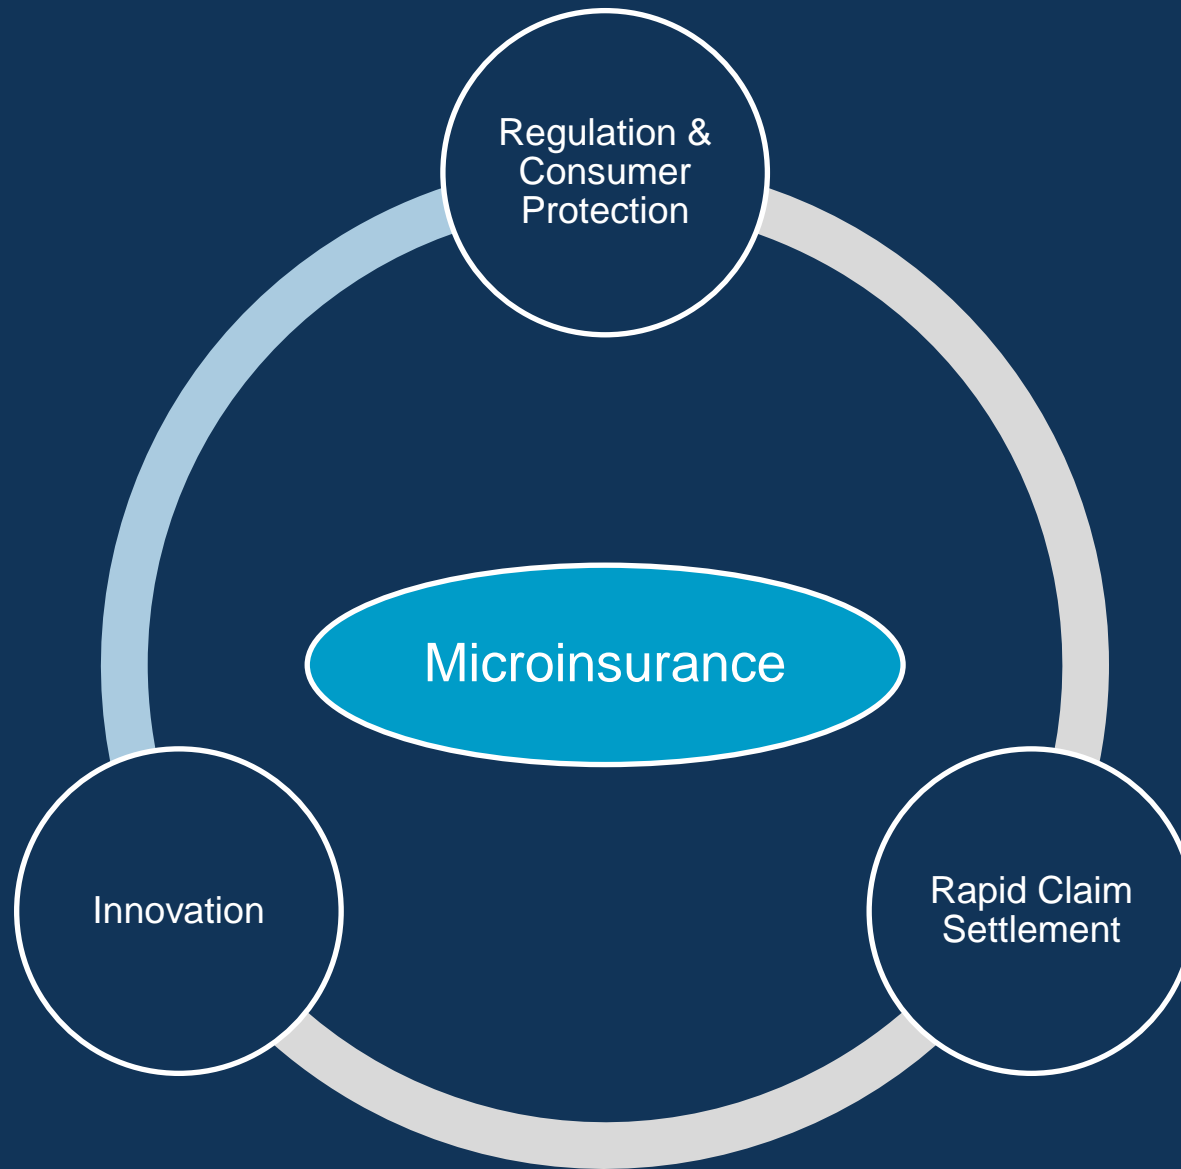 Regulation &
Consumer
Protection
Microinsurance
Innovation
Rapid Claim
Settlement